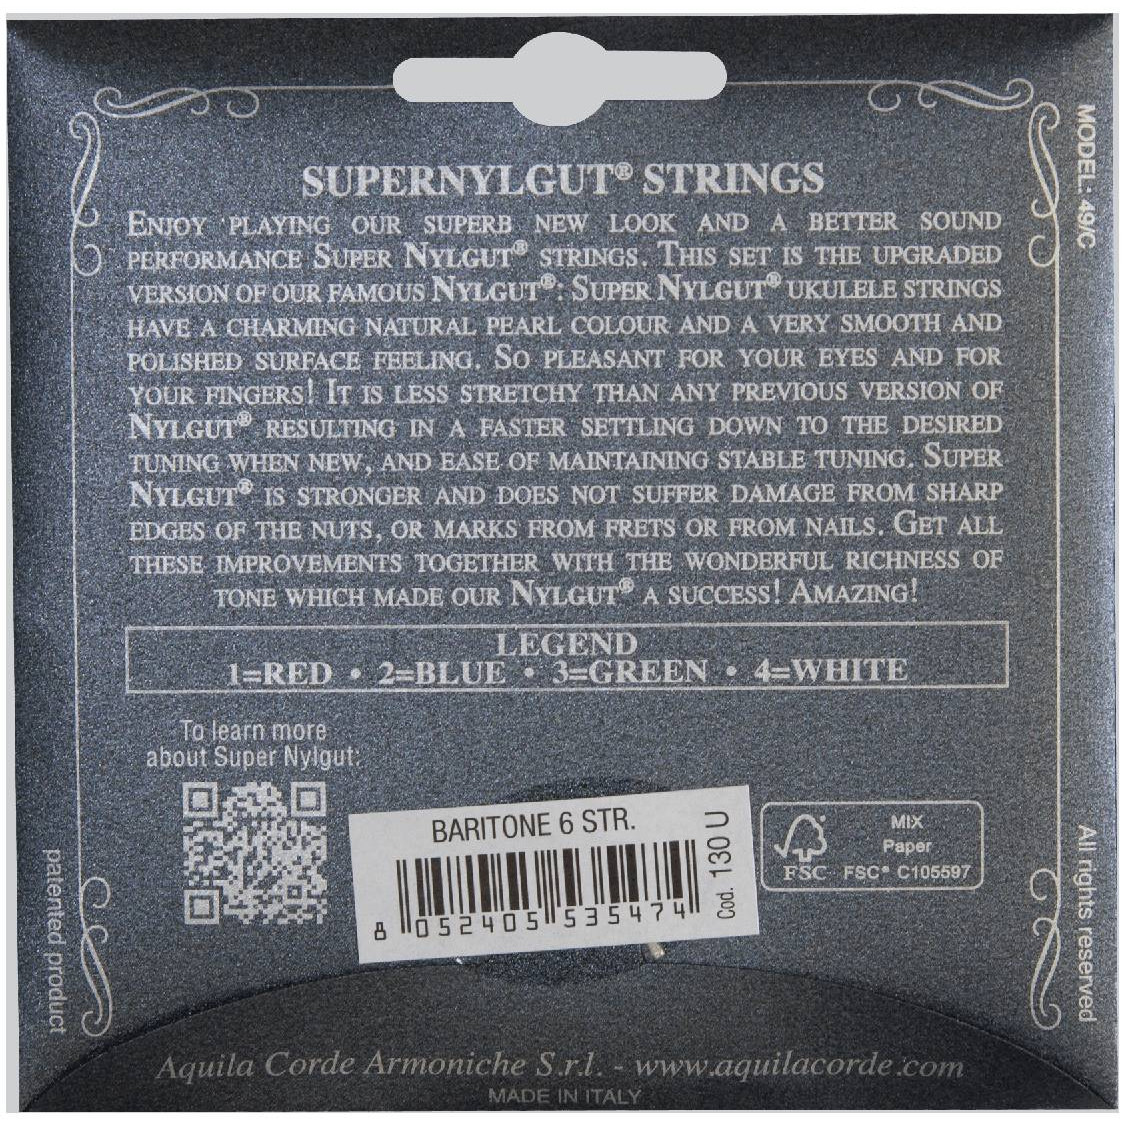 SUPERNYLGUT® STRINGS
ENJOY PLAYING OUR SUPERB NEW LOOK AND A BETTER SOUND
PERFORMANCE SUPER NYLGUT® STRINGS. THIS SET IS THE UPGRADED
VERSION OF OUR FAMOUS NYLGUT®: SUPER NYLGUT® UKULELE STRINGS
HAVE A CHARMING NATURAL PEARL COLOUR AND A VERY SMOOTH AND
POLISHED SURFACE FEELING. SO PLEASANT FOR YOUR EYES AND FOR
YOUR FINGERS! IT IS LESS STRETCHY THAN ANY PREVIOUS VERSION OF
NYLGUT® RESULTING IN A FASTER SETTLING DOWN TO THE DESIRED
TUNING WHEN NEW, AND EASE OF MAINTAINING STABLE TUNING. SUPER
NYLGUT® IS STRONGER AND DOES NOT SUFFER DAMAGE FROM SHARP
EDGES OF THE NUTS, OR MARKS FROM FRETS OR FROM NAILS. GET ALL
THESE IMPROVEMENTS TOGETHER WITH THE WONDERFUL RICHNESS OF
TONE WHICH MADE OUR NYLGUT® A SUCCESS! AMAZING!
LEGEND
1=RED • 2=BLUE • 3=GREEN • 4=WHITE
To learn more
about Super Nylgut:
BARITONE 6 STR.
8 052405 535474
Cod. 130 U
MIX
Paper
FSC
FSC® C105597
MODEL: 49/C
All rights reserved
patented product
Aquila Corde Armoniche S.r.l. - www.aquilacorde.com
MADE IN ITALY